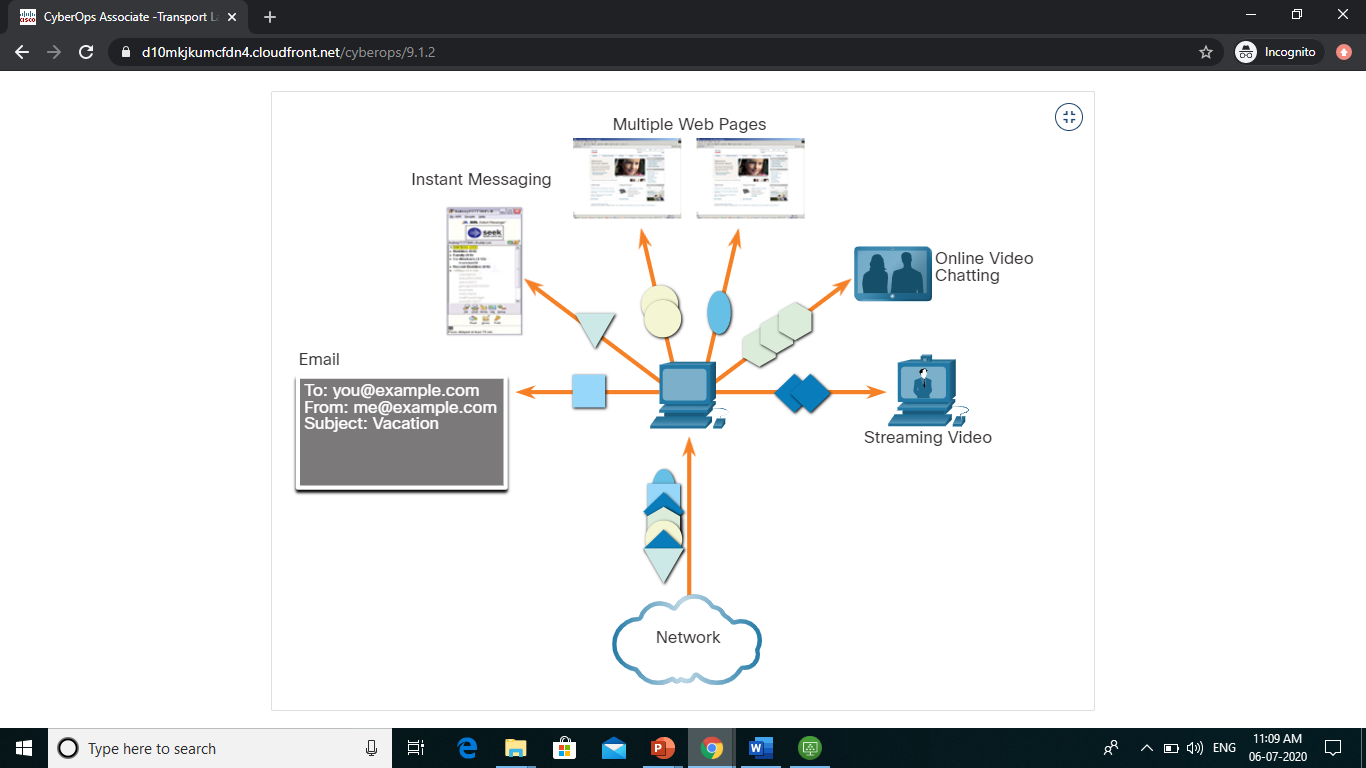 CyberOps Associate -Transport La
d10mkjkumcfdn4.cloudfront.net/cyberops/9.1.2
Incognito
Multiple Web Pages
Instant Messaging
seek
Online Video
Chatting
Email
To: you@example.com
From: me@example.com
Subject: Vacation
Streaming Video
Network
Type here to search
ENG
11:09 AM
06-07-2020